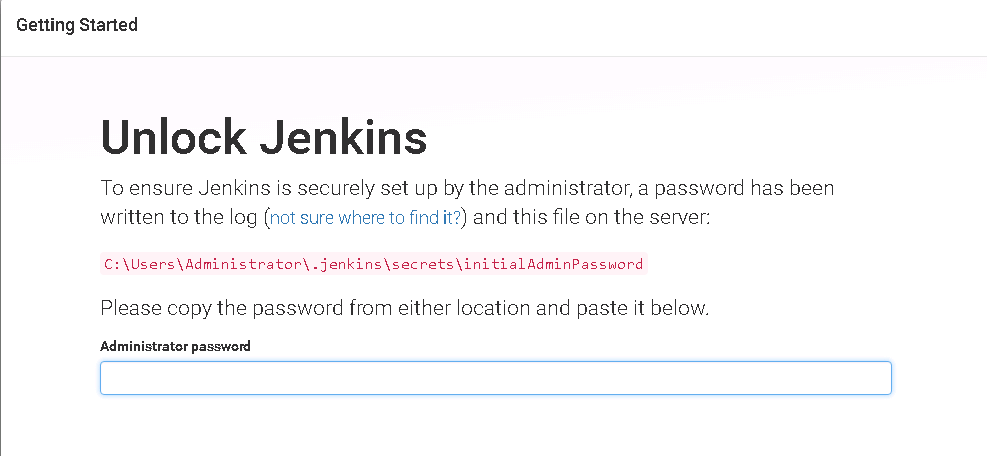 Getting Started
Unlock Jenkins
To ensure Jenkins is securely set up by the administrator, a password has been
written to the log (not sure where to find it?) and this file on the server:
C:\Users\Administrator\.jenkins\secrets\initialAdminPassword
Please copy the password from either location and paste it below.
Administrator password